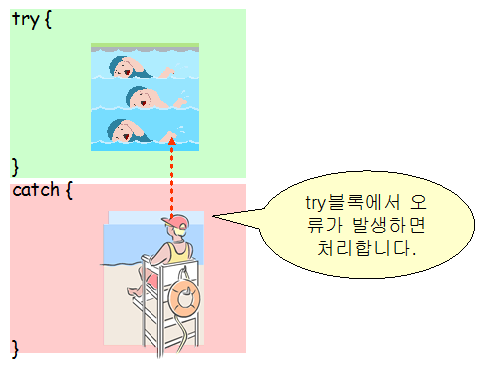 try {
}
catch {
try블록에서 오
류가 발생하면
처리합니다.
}